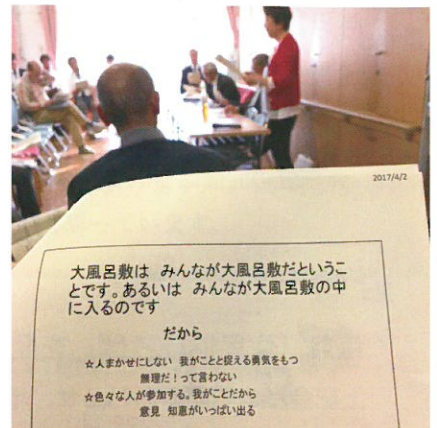 2017/4/2
大風呂敷は　みんなが大風呂敷だというこ
とです。あるいは　みんなが大風呂敷の中
に入るのです
だから
☆人まかせにしない 我がことと捉える勇気をもつ
無理だ！って言わない
☆色々な人が参加する。我がことだから
意見 知恵がいっぱい出る